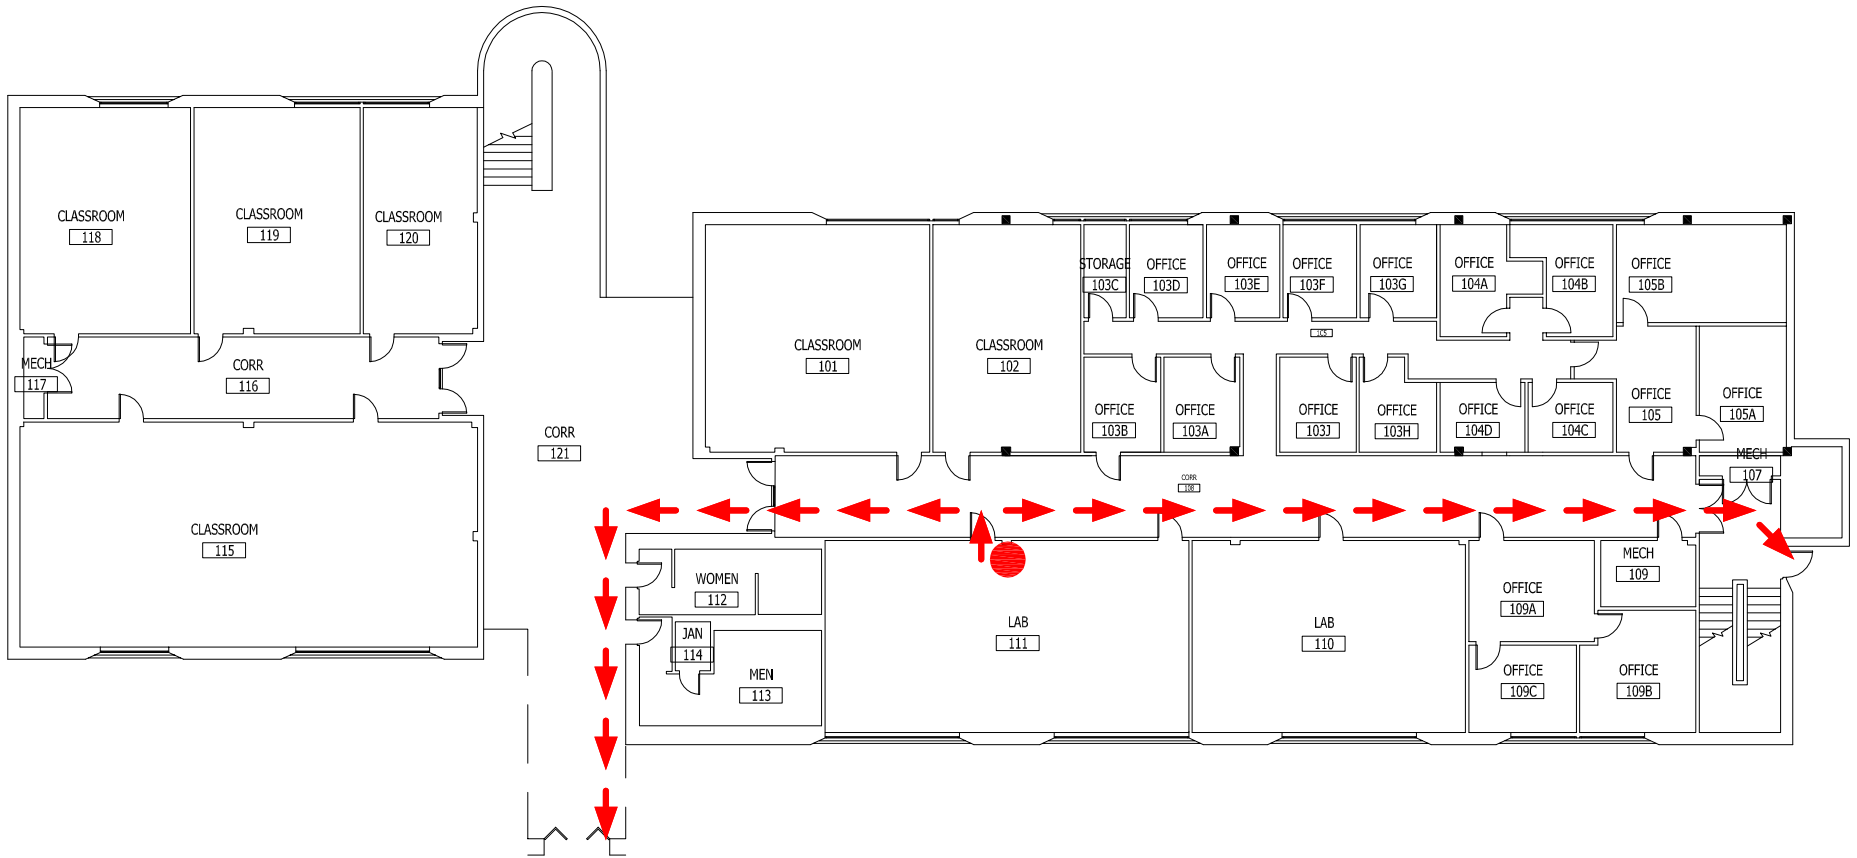 CLASSROOM
118
CLASSROOM
119
CLASSROOM
120
MECH
117
CORR
116
CLASSROOM
115
CORR
121
CLASSROOM
101
CLASSROOM
102
STORAGE
103C
OFFICE
103D
OFFICE
103E
OFFICE
103F
OFFICE
103G
OFFICE
104A
OFFICE
104B
OFFICE
105B
OFFICE
103B
OFFICE
103A
OFFICE
103J
OFFICE
103H
OFFICE
104D
OFFICE
104C
OFFICE
105
OFFICE
105A
MECH
107
CORR
108
WOMEN
112
JAN
114
MEN
113
LAB
111
LAB
110
OFFICE
109A
MECH
109
OFFICE
109C
OFFICE
109B